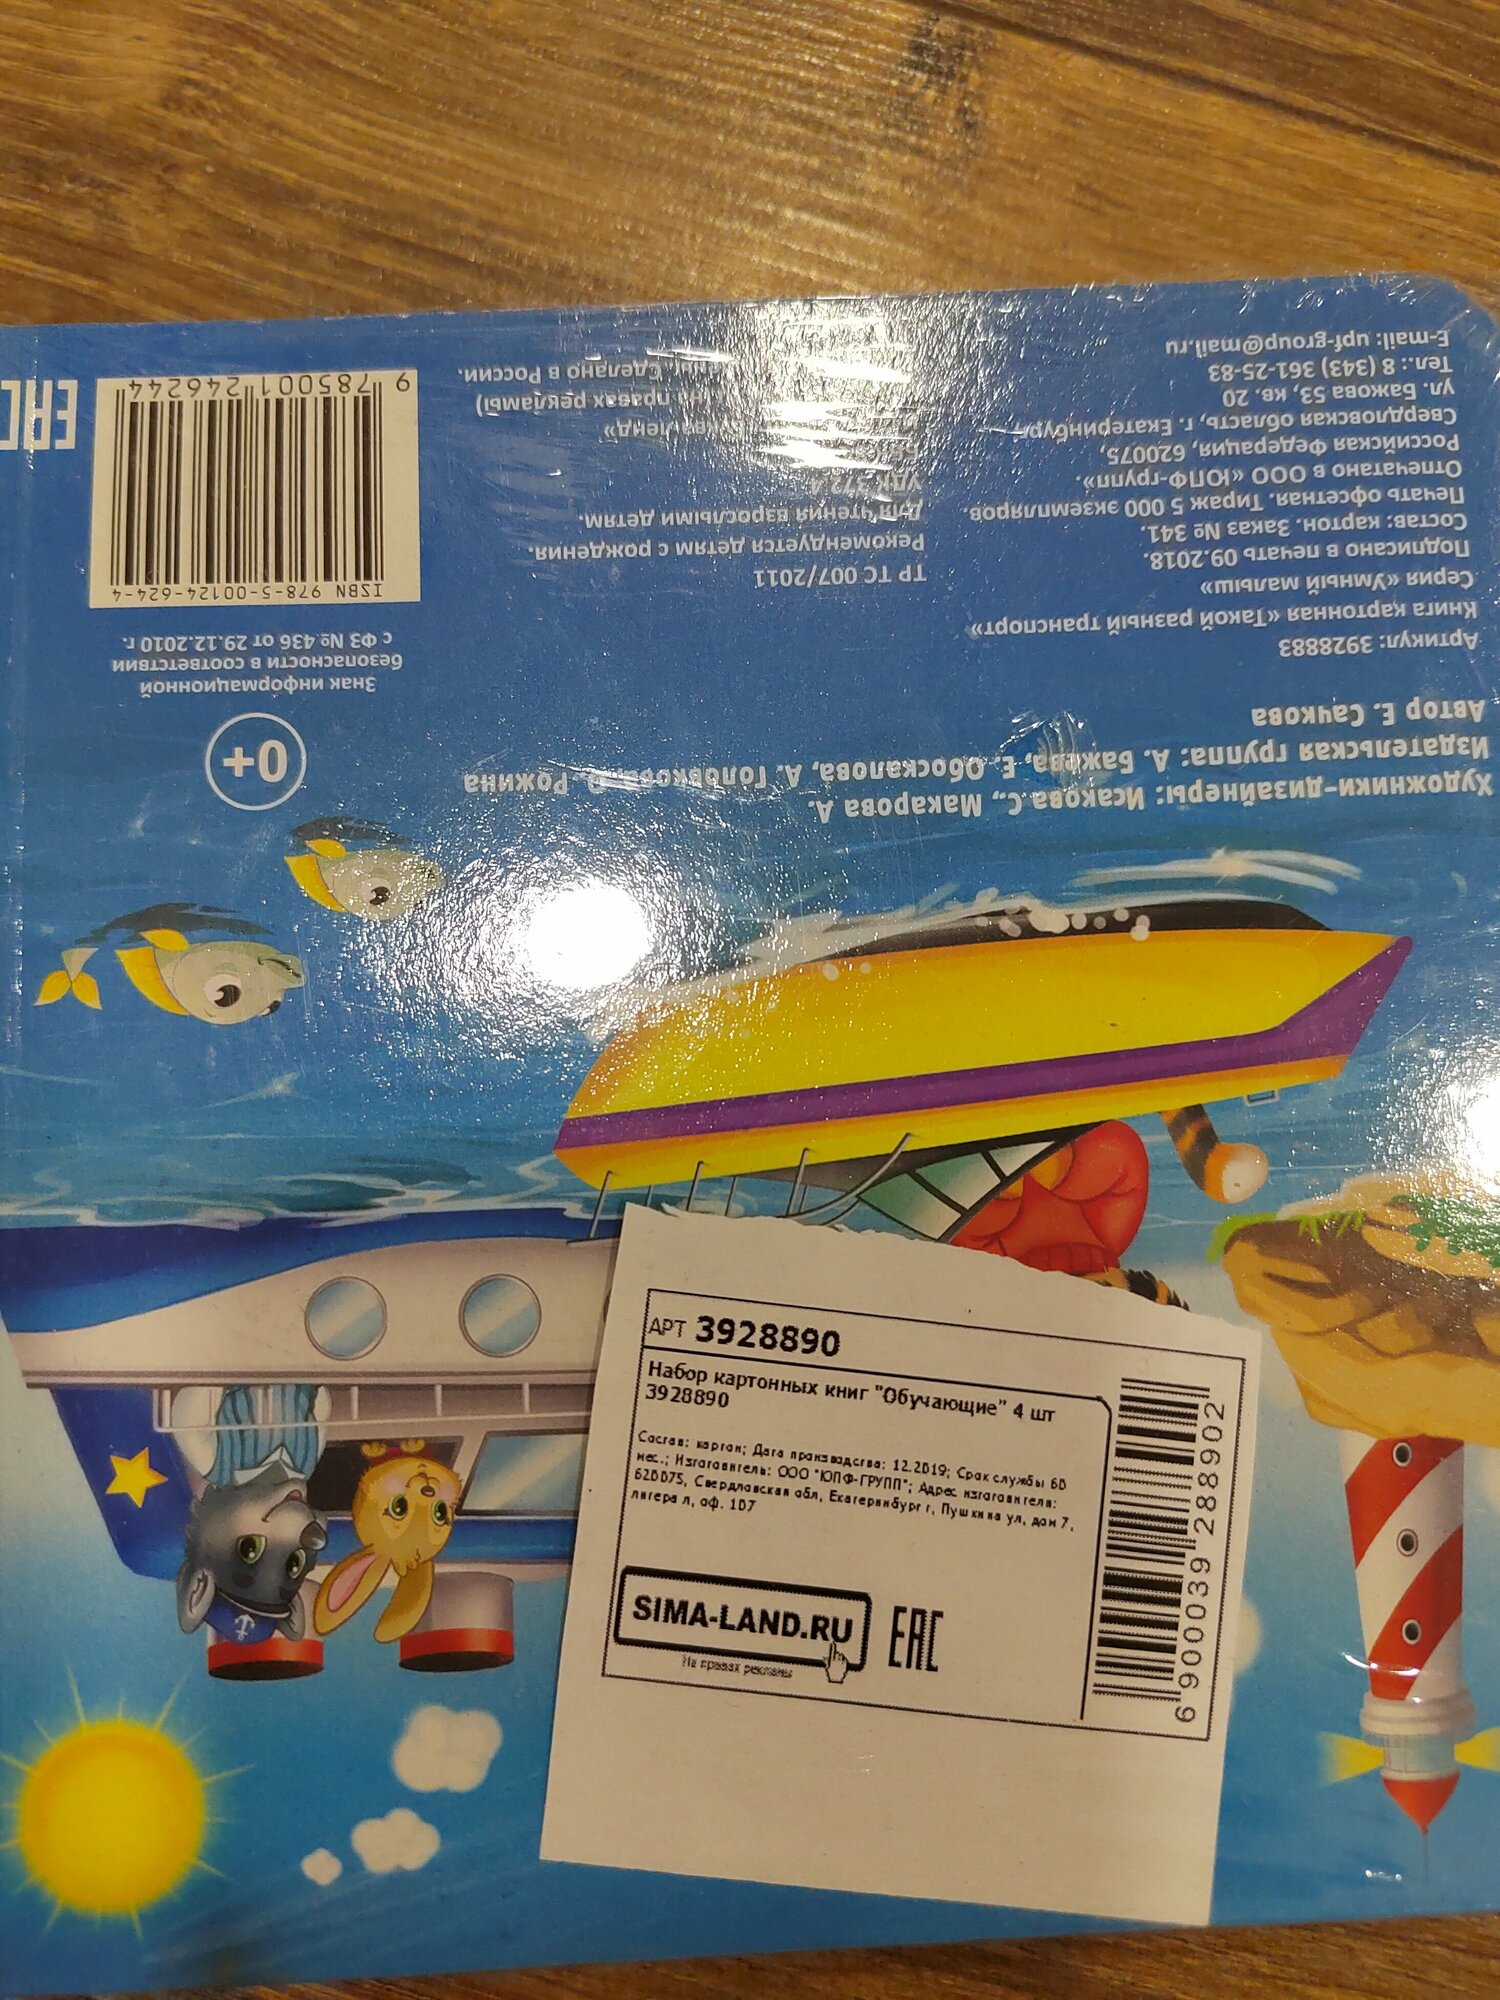 Художники-дизайнеры: Исакова С., Макарова А.
Издательская группа: А. Бажева, Е. Обоскалова, А. Головкова, Рожина
Автор Е. Сачкова
Артикул: 3928883
Книга картонная «Такой разный транспорт»
Серия «Умный малыш»
Подписано в печать 09.2018.
Состав: картон. Заказ № 341.
Печать офсетная. Тираж 5 000 экземпляров.
Отпечатано в ООО «ЮПФ-групп».
Российская Федерация, 620075,
Свердловская область, г. Екатеринбург,
ул. Бажова 53, кв. 20
Тел.: 8 (343) 361-25-83
E-mail: upf-group@mail.ru
ТР ТС 007/2011
Рекомендуется детям с рождения.
Для чтения взрослыми детям.
УДК 372.4
на правах рекламы)
Сделано в России.
0+
Знак информационной
безопасности в соответствии
с ФЗ № 436 от 29.12.2010 г.
ISBN 978-5-00124-624-4
9 785001 246244
EAC
АРТ 3928890
Набор картонных книг "Обучающие" 4 шт
3928890
Состав: картон; Дата производства: 12.2019; Срок службы 60
мес.; Изготовитель: ООО "ЮПФ-ГРУПП"; Адрес изготовителя:
620075, Свердловская обл, Екатеринбург г, Пушкина ул, дом 7,
литера л, оф. 107
SIMA-LAND.RU
На правах рекламы
EAC
6 900039 288902